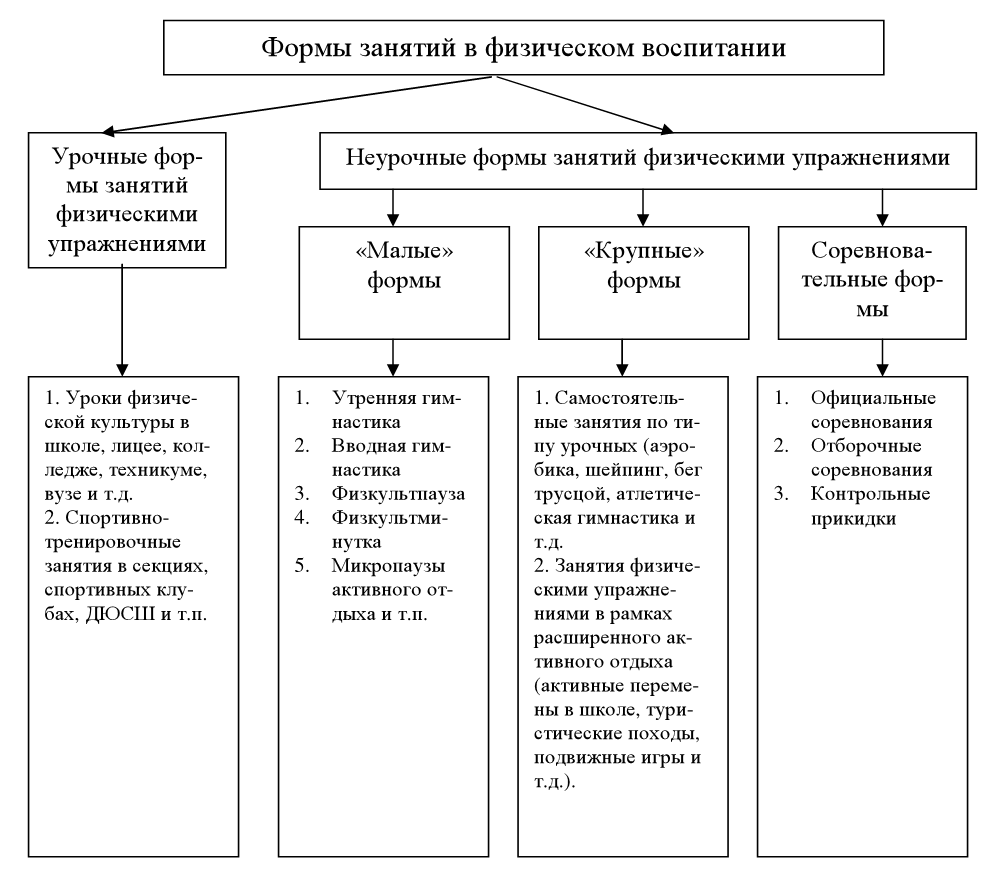 Формы занятий в физическом воспитании
Урочные фор-
мы занятий
физическими
упражнениями
Неурочные формы занятий физическими упражнениями
«Малые»
формы
«Крупные»
формы
Соревнова-
тельные фор-
мы
1. Уроки физиче-
ской культуры в
школе, лицее, кол-
ледже, техникуме,
вузе и т.д.
2. Спортивно-
тренировочные
занятия в секциях,
спортивных клу-
бах, ДЮСШ и т.п.
1. Утренняя гим-
настика
2. Вводная гим-
настика
3. Физкультпауза
4. Физкультми-
нутка
5. Микропаузы
активного от-
дыха и т.п.
1. Самостоятель-
ные занятия по ти-
пу урочных (аэро-
бика, шейпинг, бег
трусцой, атлетиче-
ская гимнастика и
т.д.
2. Занятия физиче-
скими упражне-
ниями в рамках
расширенного ак-
тивного отдыха
(активные переме-
ны в школе, тури-
стические походы,
подвижные игры и
т.д.).
1. Официальные
соревнования
2. Отборочные
соревнования
3. Контрольные
прикидки